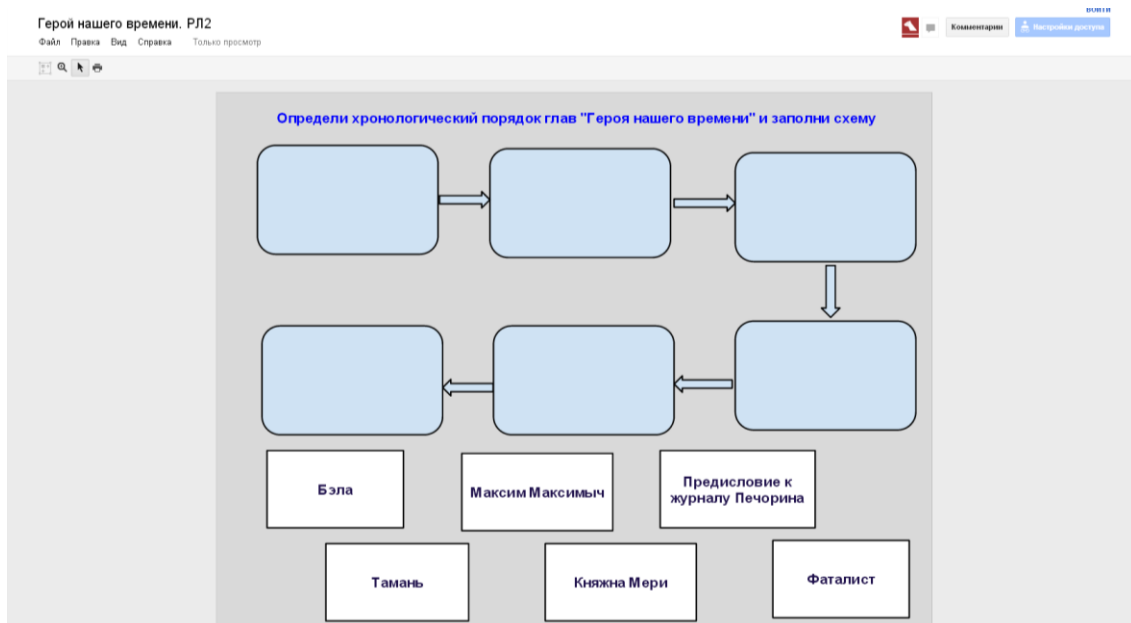 Герой нашего времени. РЛ2
Файл Правка Вид Справка Только просмотр
Комментарии
Настройки доступа
Определи хронологический порядок глав "Героя нашего времени" и заполни схему
Бэла
Максим Максимыч
Предисловие к
журналу Печорина
Тамань
Княжна Мери
Фаталист